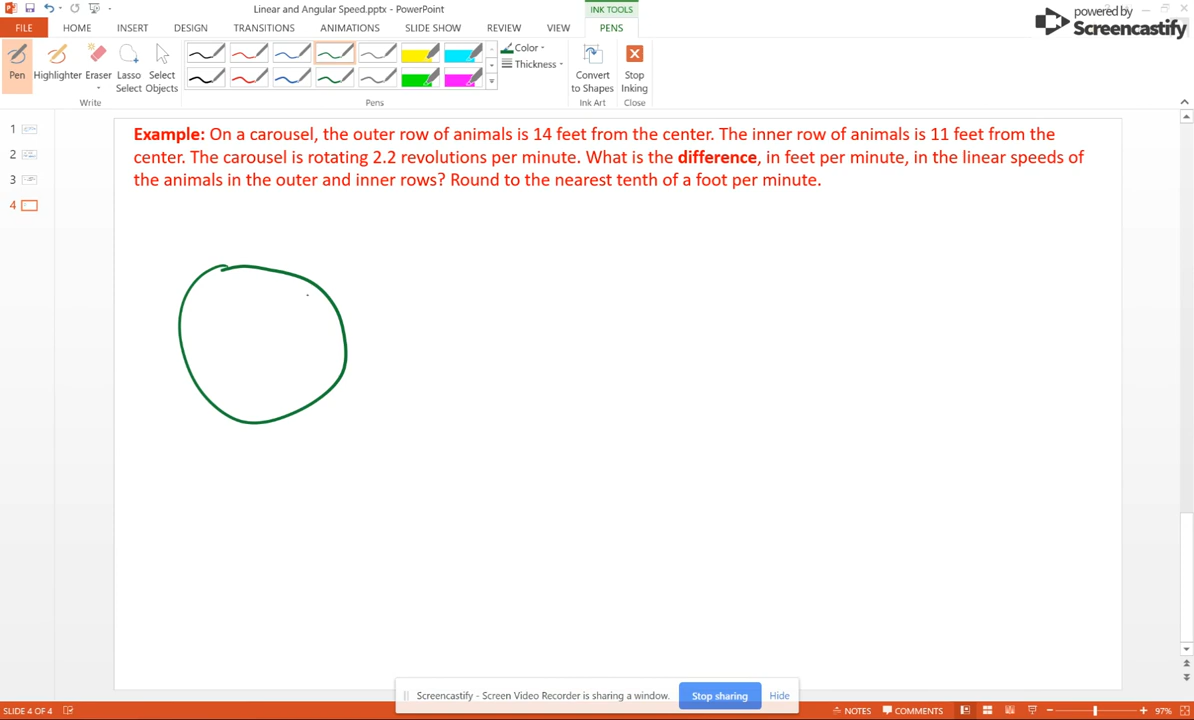 Linear and Angular Speed.pptx - PowerPoint
INK TOOLS
powered by
Screencastify
FILE HOME INSERT DESIGN TRANSITIONS ANIMATIONS SLIDE SHOW REVIEW VIEW PENS
Pen Highlighter Eraser Lasso Select Select Objects
Color
Thickness
Convert to Shapes
Stop Inking
Write Pens Ink Art Close
1
2
3
4
Example: On a carousel, the outer row of animals is 14 feet from the center. The inner row of animals is 11 feet from the
center. The carousel is rotating 2.2 revolutions per minute. What is the difference, in feet per minute, in the linear speeds of
the animals in the outer and inner rows? Round to the nearest tenth of a foot per minute.
Screencastify - Screen Video Recorder is sharing a window. Stop sharing Hide
SLIDE 4 OF 4 NOTES COMMENTS 97%